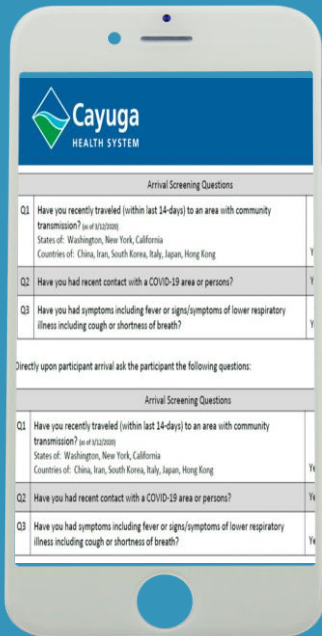 Cayuga
HEALTH SYSTEM
Arrival Screening Questions
Q1 Have you recently traveled (within last 14-days) to an area with community
transmission? (as of 3/12/2020)
States of: Washington, New York, California
Countries of: China, Iran, South Korea, Italy, Japan, Hong Kong Y
Q2 Have you had recent contact with a COVID-19 area or persons? Y
Q3 Have you had symptoms including fever or signs/symptoms of lower respiratory
illness including cough or shortness of breath? Y
Directly upon participant arrival ask the participant the following questions:
Arrival Screening Questions
Q1 Have you recently traveled (within last 14-days) to an area with community
transmission? (as of 3/12/2020)
States of: Washington, New York, California
Countries of: China, Iran, South Korea, Italy, Japan, Hong Kong Ye
Q2 Have you had recent contact with a COVID-19 area or persons? Ye
Q3 Have you had symptoms including fever or signs/symptoms of lower respiratory
illness including cough or shortness of breath? Ye